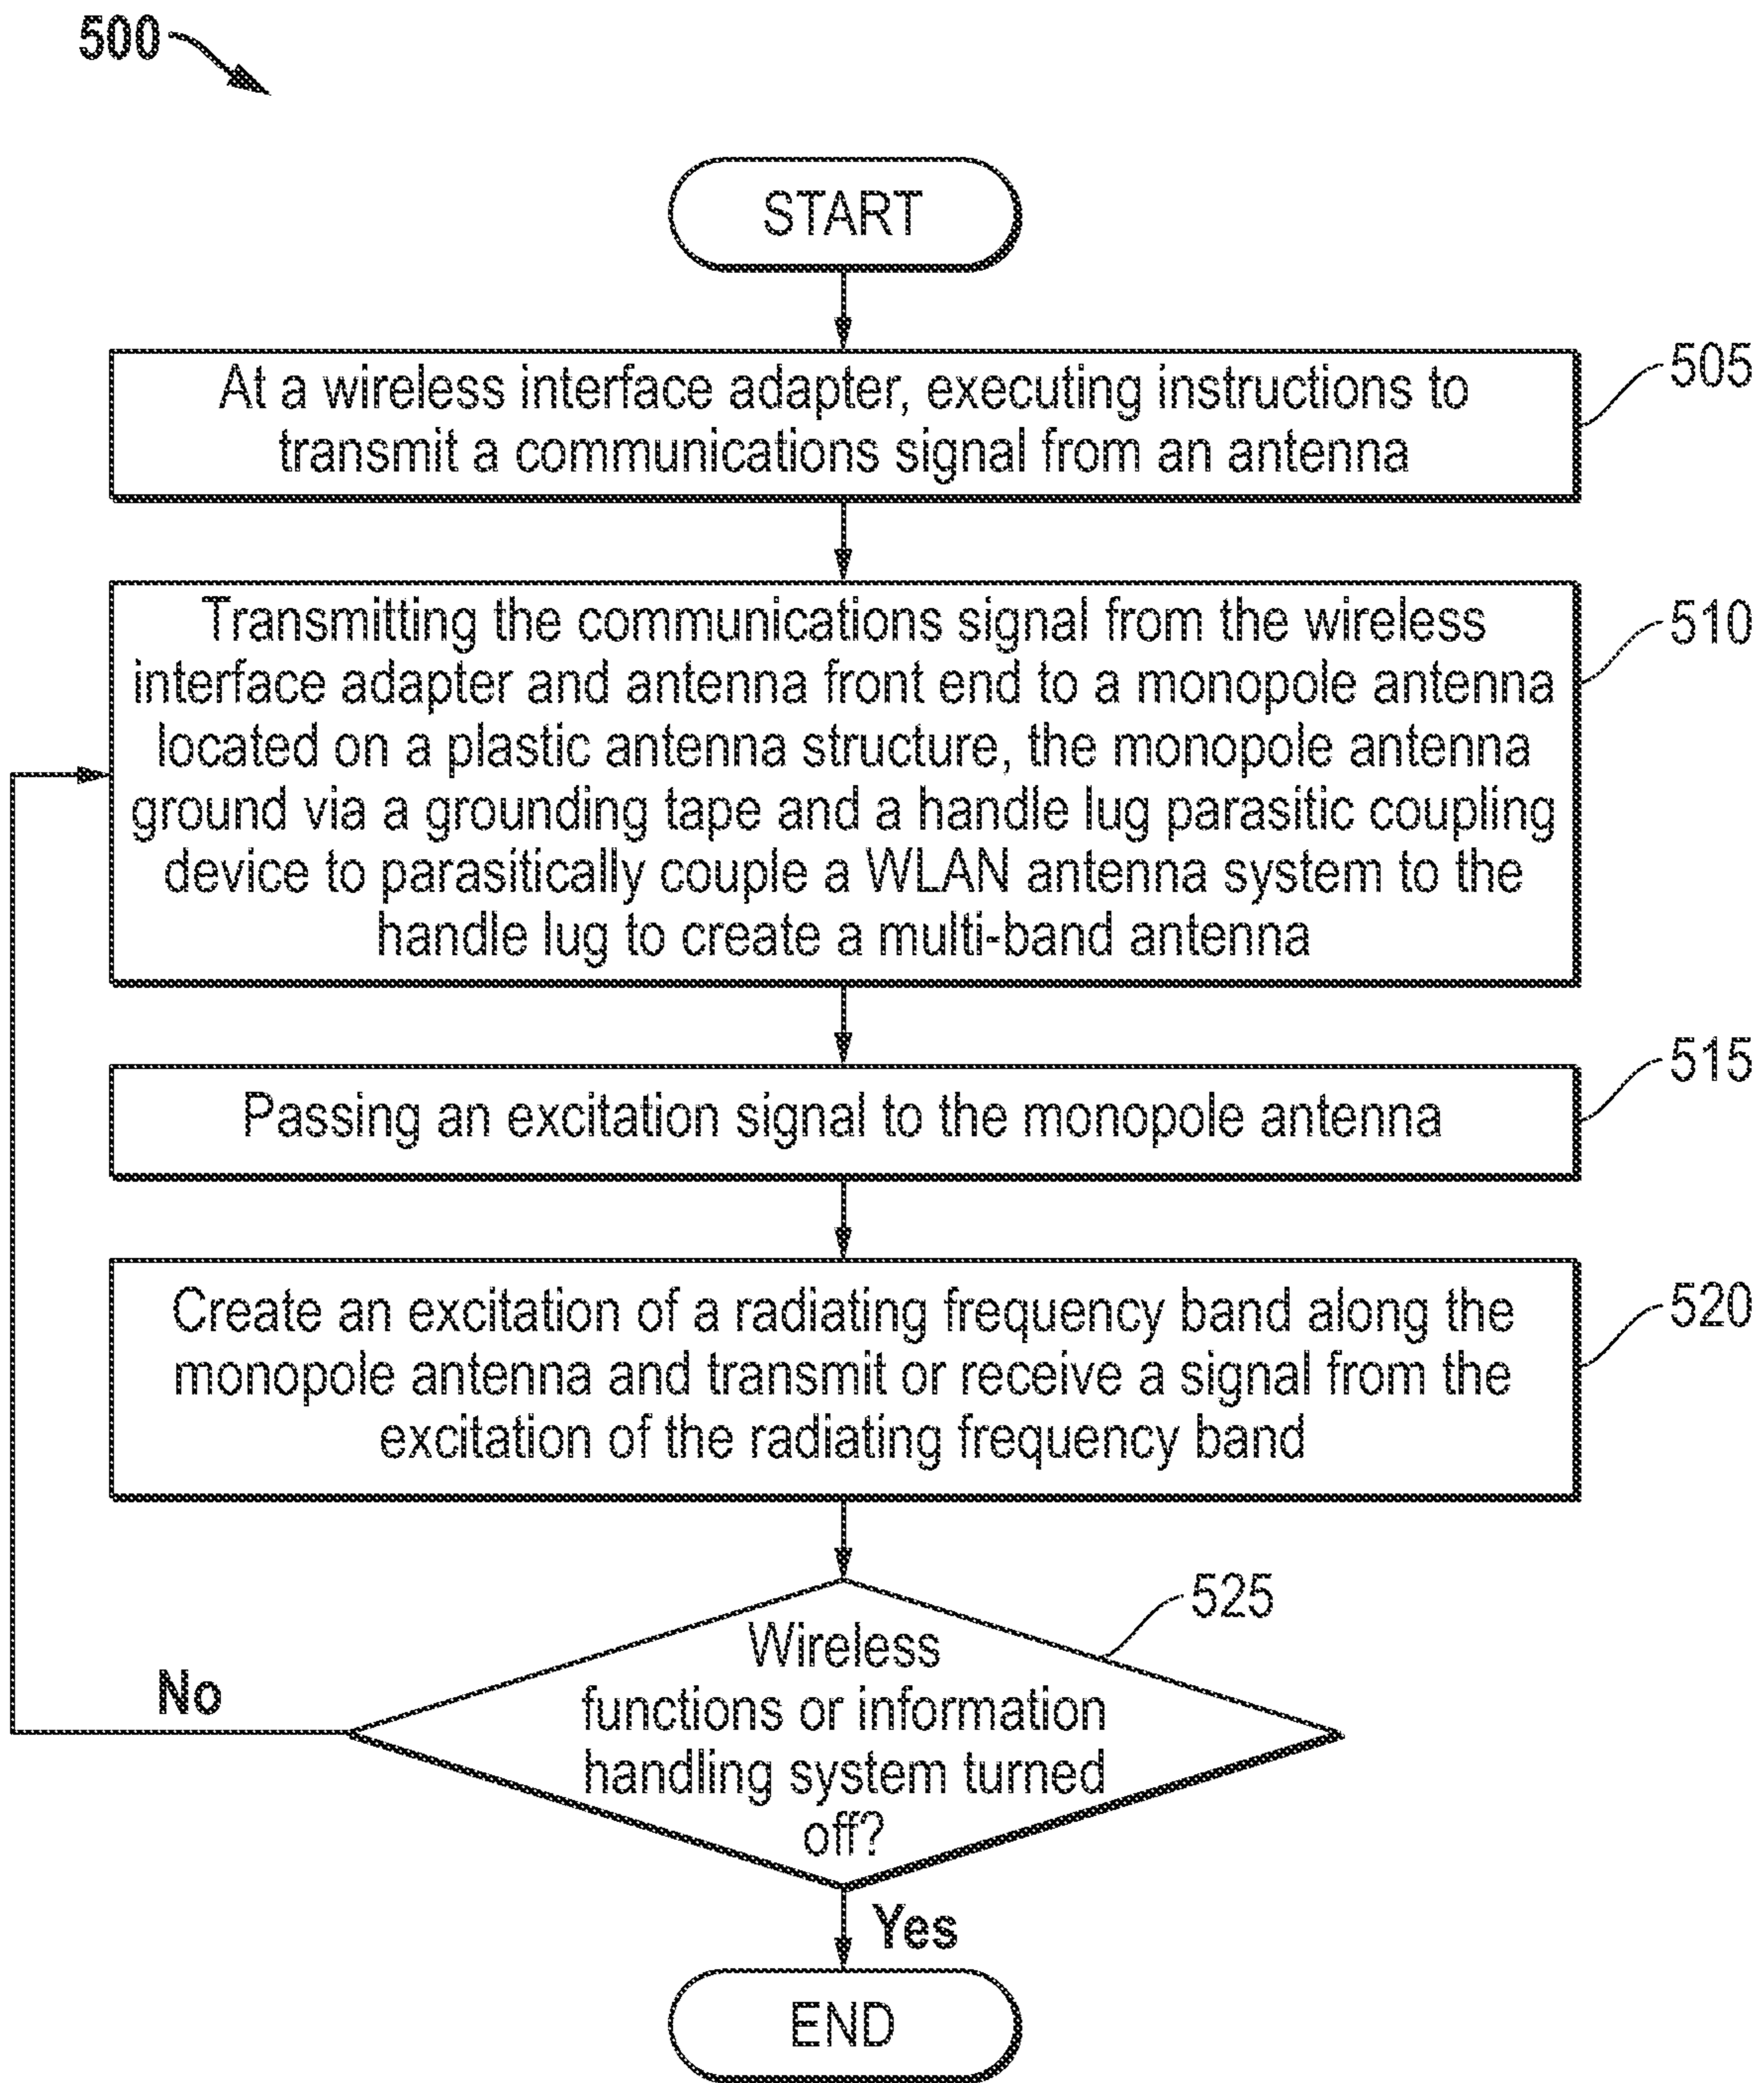 500
START
At a wireless interface adapter, executing instructions to
transmit a communications signal from an antenna
505
Transmitting the communications signal from the wireless
interface adapter and antenna front end to a monopole antenna
located on a plastic antenna structure, the monopole antenna
ground via a grounding tape and a handle lug parasitic coupling
device to parasitically couple a WLAN antenna system to the
handle lug to create a multi-band antenna
510
Passing an excitation signal to the monopole antenna
515
Create an excitation of a radiating frequency band along the
monopole antenna and transmit or receive a signal from the
excitation of the radiating frequency band
520
Wireless
functions or information
handling system turned
off?
525
No
Yes
END